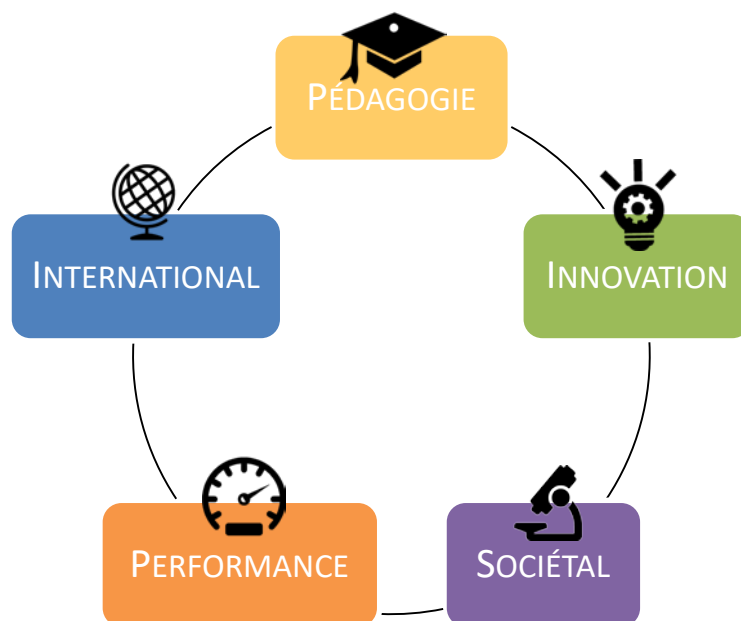 PÉDAGOGIE
INTERNATIONAL
INNOVATION
PERFORMANCE
SOCIÉTAL